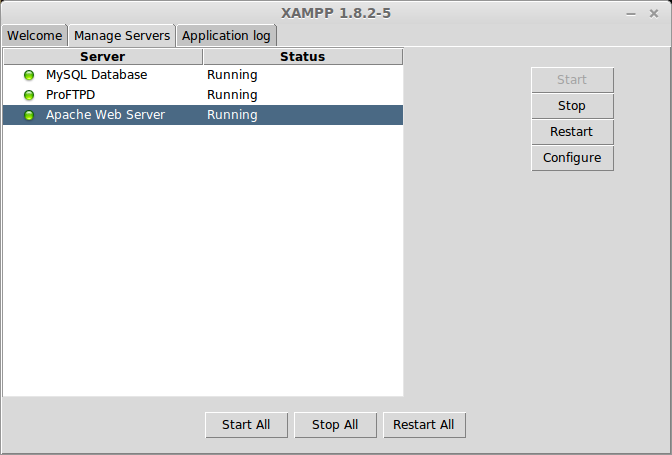 XAMPP 1.8.2-5
Welcome Manage Servers Application log
Server Status
MySQL Database Running
ProFTPD Running
Apache Web Server Running
Start
Stop
Restart
Configure
Start All Stop All Restart All